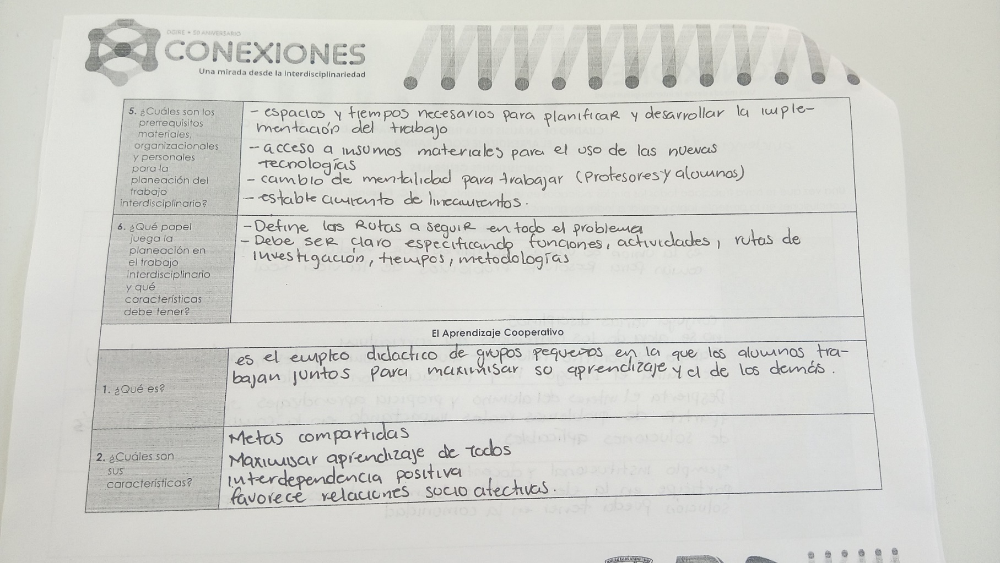 DGIRE • 50 ANIVERSARIO
CONEXIONES
Una mirada desde la interdisciplinariedad
5. ¿Cuáles son los
prerrequisitos
materiales,
organizacionales
y personales
para la
planeación del
trabajo
interdisciplinario?
- espacios y tiempos necesarios para planificar y desarrollar la imple-
mentación del trabajo
- acceso a insumos materiales para el uso de las nuevas
tecnologías
- cambio de mentalidad para trabajar (Profesores y alumnos)
- establecimiento de lineamientos.
6. ¿Qué papel
juega la
planeación en
el trabajo
interdisciplinario
y qué
características
debe tener?
- Define las Rutas a seguir en todo el problema
- Debe ser claro especificando funciones, actividades, rutas de
investigación, tiempos, metodologías
El Aprendizaje Cooperativo
1. ¿Qué es?
es el empleo didactico de grupos pequeños en la que los alumnos tra-
bajan juntos para maximisar so aprendizaje y el de los demás.
2. ¿Cuáles son
sus
características?
Metas compartidas
Maximisar aprendizaje de todos
interdependencia positiva
favorece relaciones socio afectivas.